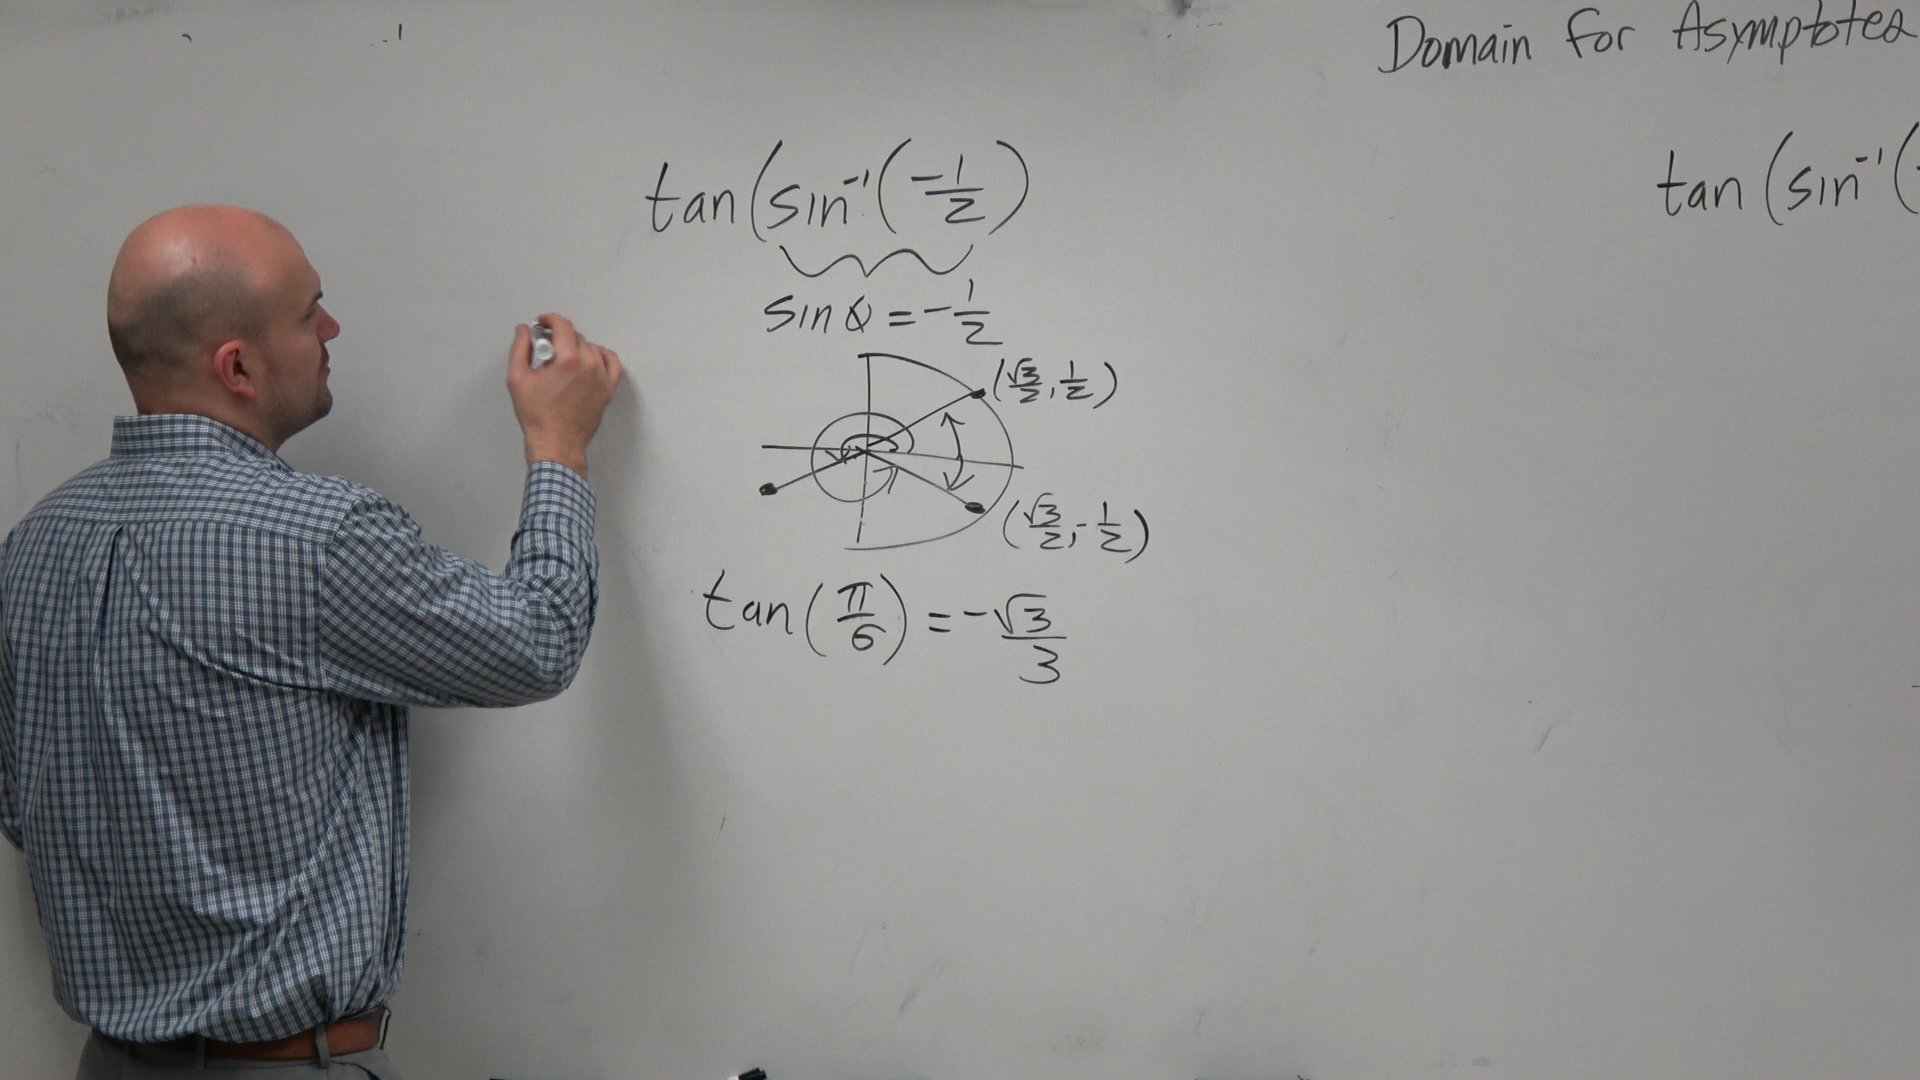 Domain for Asymptotes
tan(sin⁻¹(-1/2)
tan(sin⁻¹(
sin θ = -1/2
(√3/2, 1/2)
(√3/2, -1/2)
tan(π/6) = -√3/3